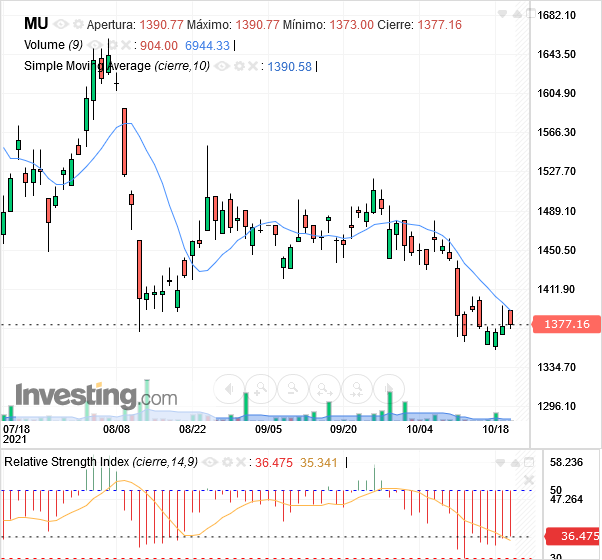 MU Apertura: 1390.77 Máximo: 1390.77 Mínimo: 1373.00 Cierre: 1377.16
Volume (9) : 904.00 6944.33 |
Simple Moving Average (cierre,10) : 1390.58 |
1682.10
1643.50
1604.90
1566.30
1527.70
1489.10
1450.50
1411.90
1377.16
1334.70
1296.10
Investing.com
07/18 08/08 08/22 09/05 09/20 10/04 10/18
2021
Relative Strength Index (cierre,14,9) : 36.475 35.341 |
58.236
50
47.264
36.475
30